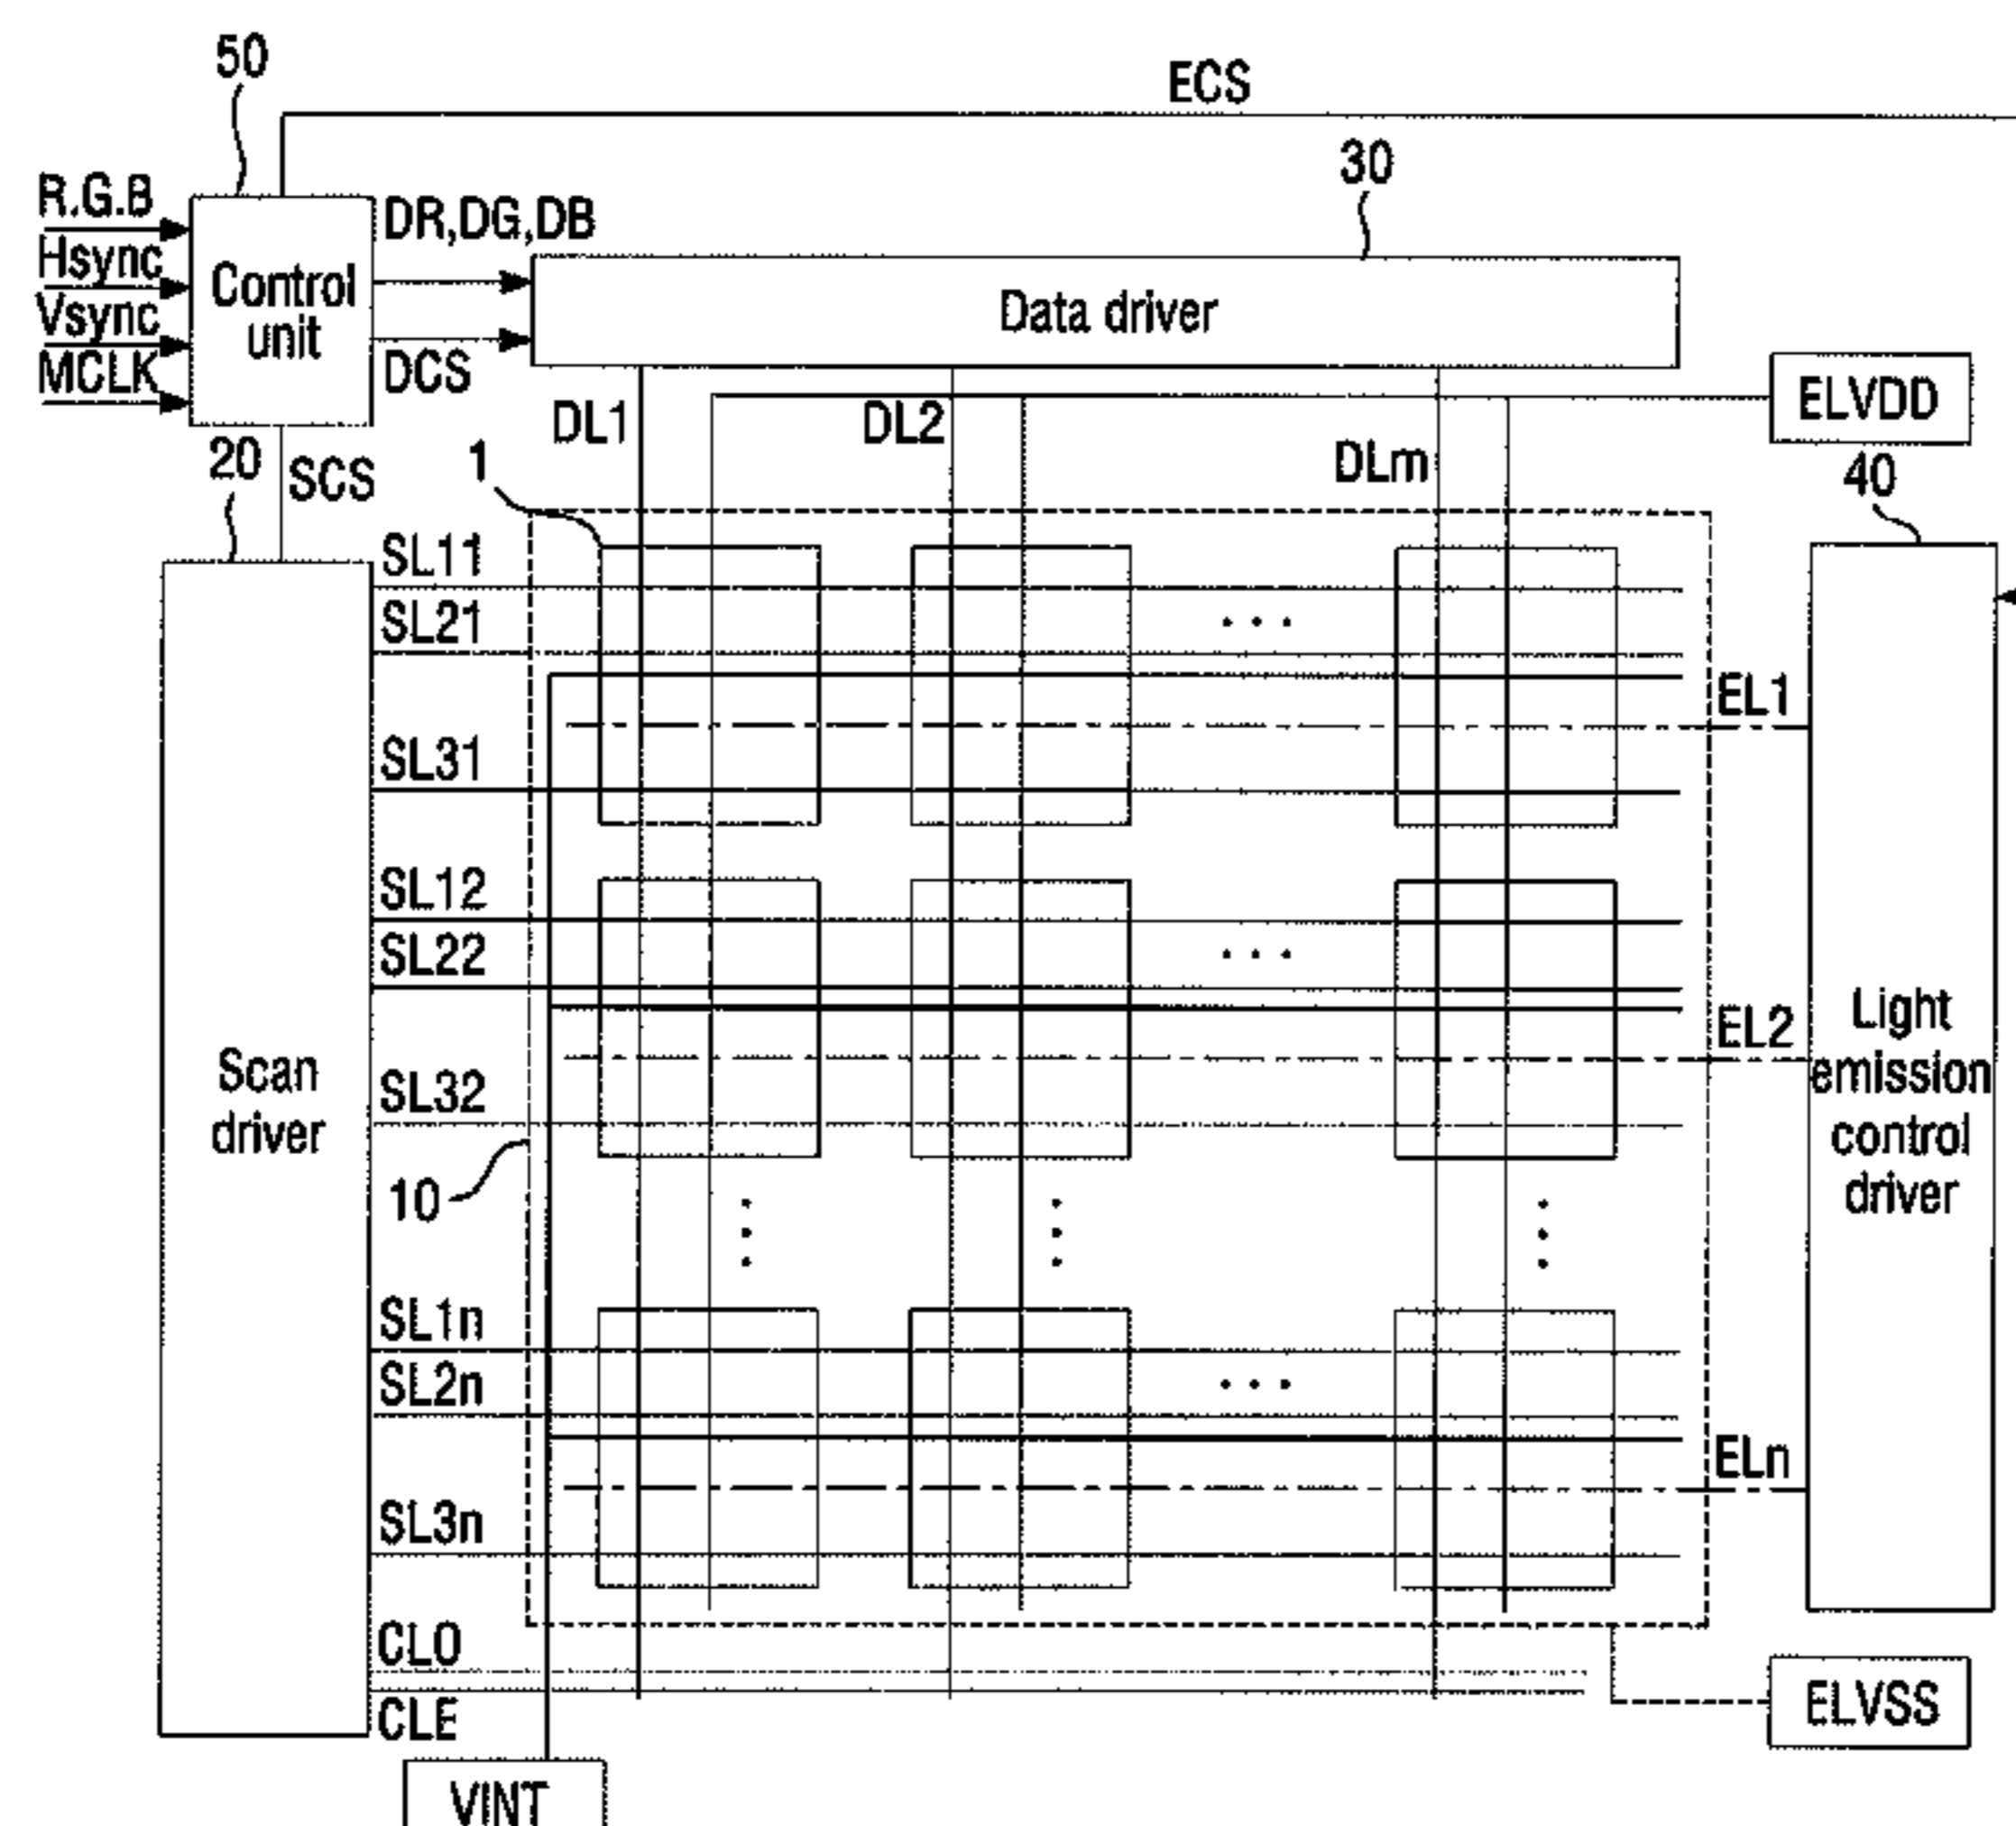 50
ECS
30
R.G.B
Hsync
Vsync
MCLK
Control
unit
DR,DG,DB
DCS
Data driver
ELVDD
DL1
DL2
DLm
20
SCS
1
40
SL11
SL21
EL1
SL31
SL12
SL22
EL2
SL32
Scan
driver
Light
emission
control
driver
10
SL1n
SL2n
ELn
SL3n
CLO
CLE
ELVSS
VINT